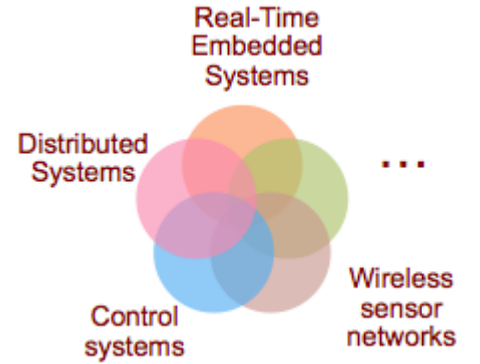 Real-Time
Embedded
Systems
Distributed
Systems
...
Wireless
sensor
networks
Control
systems